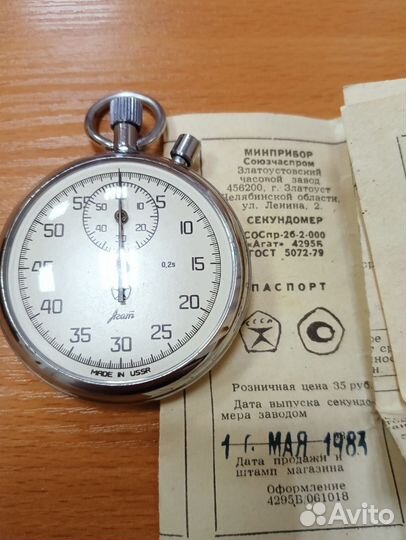 55 60 5
50 10
45 15
40 20
35 25
30
50 10
40 20
30
0,2s
Агат
MADE IN USSR
МИНПРИБОР
Союзчаспром
Златоустовский
часовой завод
456200, г. Златоуст
Челябинской области,
ул. Ленина, 2.
СЕКУНДОМЕР
СОСпр-2б-2-000
«Агат» 4295Б
ГОСТ 5072-79
ПАСПОРТ
СССР
Розничная цена 35 руб.
Дата выпуска секундо-
мера заводом
МАЯ
Дата продажи и
штамп магазина
Оформление
4295Б 061018
Avito